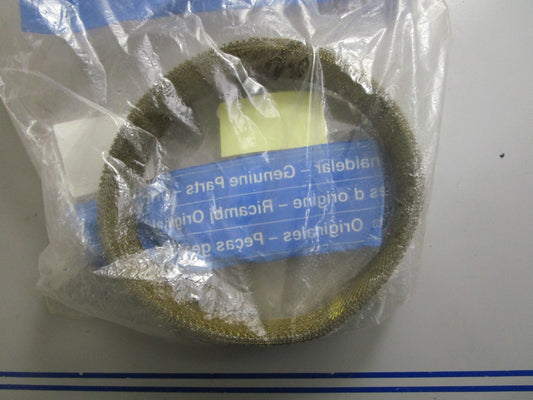 naldelar – Genuine Parts –
es d'origine – Ricambi Origi
Originales – Peças ge